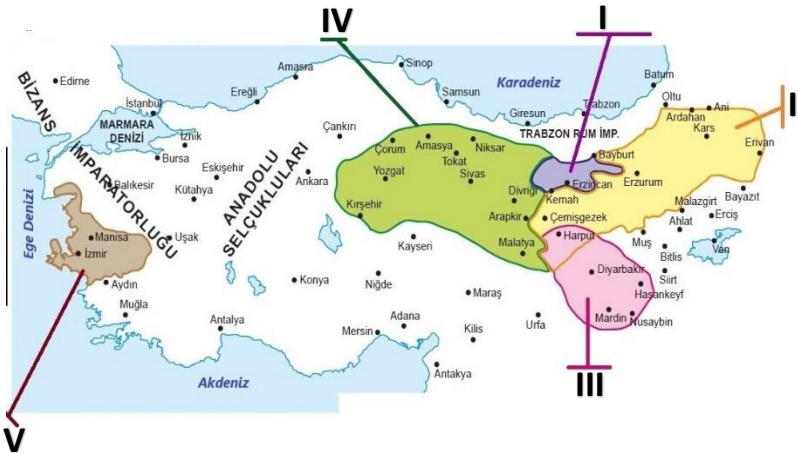 IV
I
I
III
V
Karadeniz
Ege Denizi
Akdeniz
MARMARA
DENİZİ
BİZANS
İMPARATORLUĞU
ANADOLU
SELÇUKLULARI
TRABZON RUM İMP.
Edirne
İstanbul
İznik
Bursa
Balıkesir
Eskişehir
Kütahya
Manisa
İzmir
Uşak
Aydın
Muğla
Antalya
Ereğli
Amasra
Sinop
Samsun
Giresun
Trabzon
Batum
Oltu
Ardahan
Ani
Kars
Erivan
Çankırı
Ankara
Çorum
Amasya
Niksar
Tokat
Yozgat
Sivas
Kırşehir
Divriği
Arapkir
Malatya
Kayseri
Bayburt
Erzincan
Kemah
Erzurum
Çemişgezek
Harput
Malazgirt
Bayazıt
Ahlat
Erciş
Muş
Van
Bitlis
Siirt
Diyarbakır
Hasankeyf
Mardin
Nusaybin
Konya
Niğde
Maraş
Adana
Mersin
Kilis
Urfa
Antakya